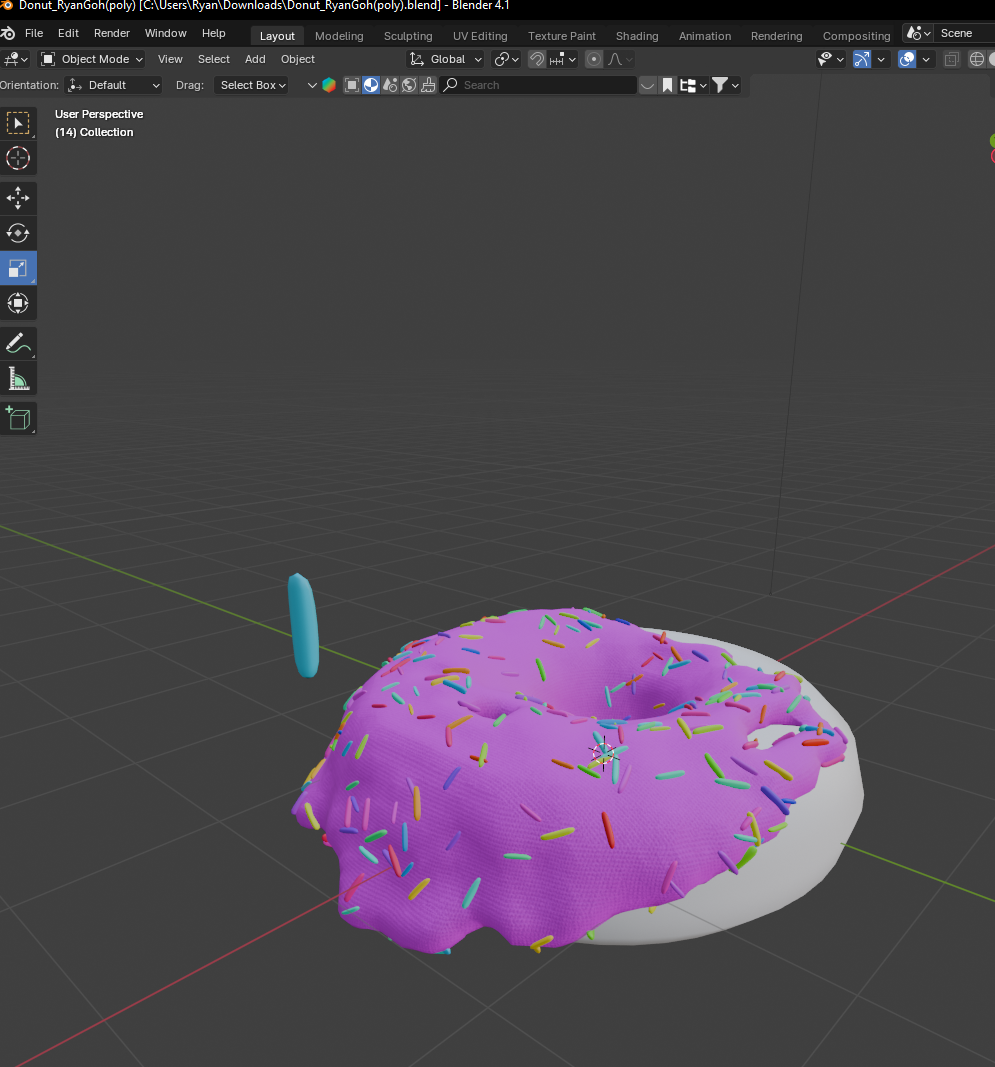 Donut_RyanGoh(poly) [C:\Users\Ryan\Downloads\Donut_RyanGoh(poly).blend] - Blender 4.1
File Edit Render Window Help Layout Modeling Sculpting UV Editing Texture Paint Shading Animation Rendering Compositing Scene
Object Mode View Select Add Object Global
Orientation: Default Drag: Select Box Search
User Perspective
(14) Collection